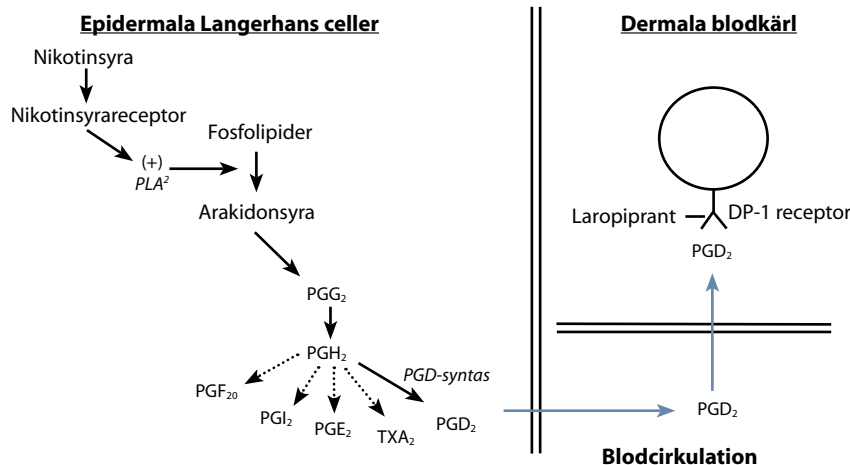 Epidermala Langerhans celler
Nikotinsyra
Nikotinsyrareceptor
Fosfolipider
(+)
PLA²
Arakidonsyra
PGG₂
PGH₂
PGD-syntas
PGF₂₀
PGI₂
PGE₂
TXA₂
PGD₂
Dermala blodkärl
Laropiprant
DP-1 receptor
PGD₂
PGD₂
Blodcirkulation